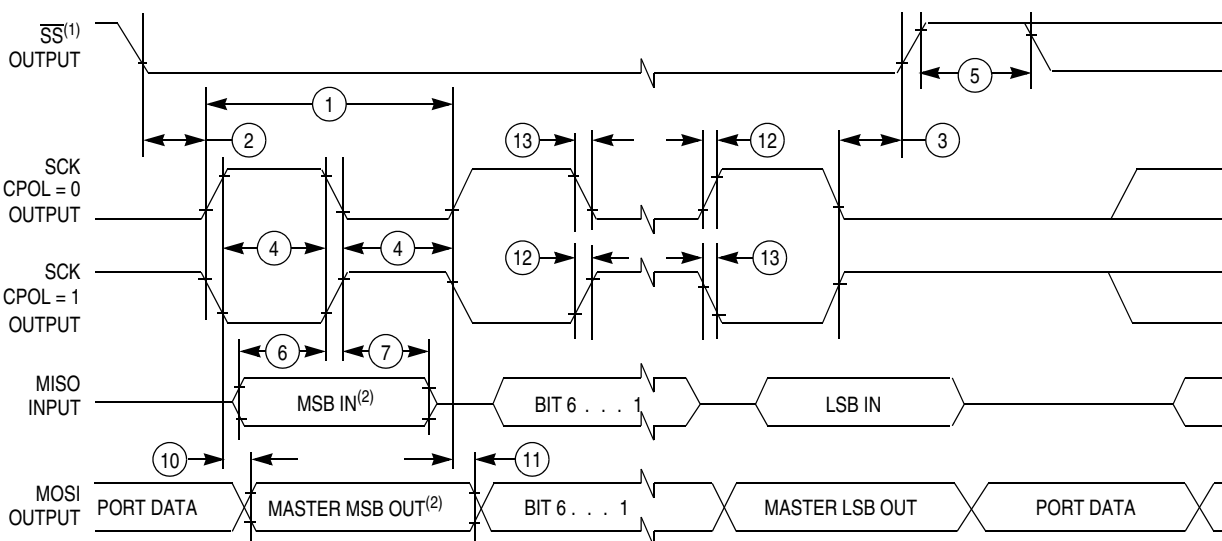 SS(1)
OUTPUT
5
1
2
13
12
3
SCK
CPOL = 0
OUTPUT
4
4
12
13
SCK
CPOL = 1
OUTPUT
6
7
MISO
INPUT
MSB IN(2)
BIT 6 . . . 1
LSB IN
10
11
MOSI
OUTPUT
PORT DATA
MASTER MSB OUT(2)
BIT 6 . . . 1
MASTER LSB OUT
PORT DATA